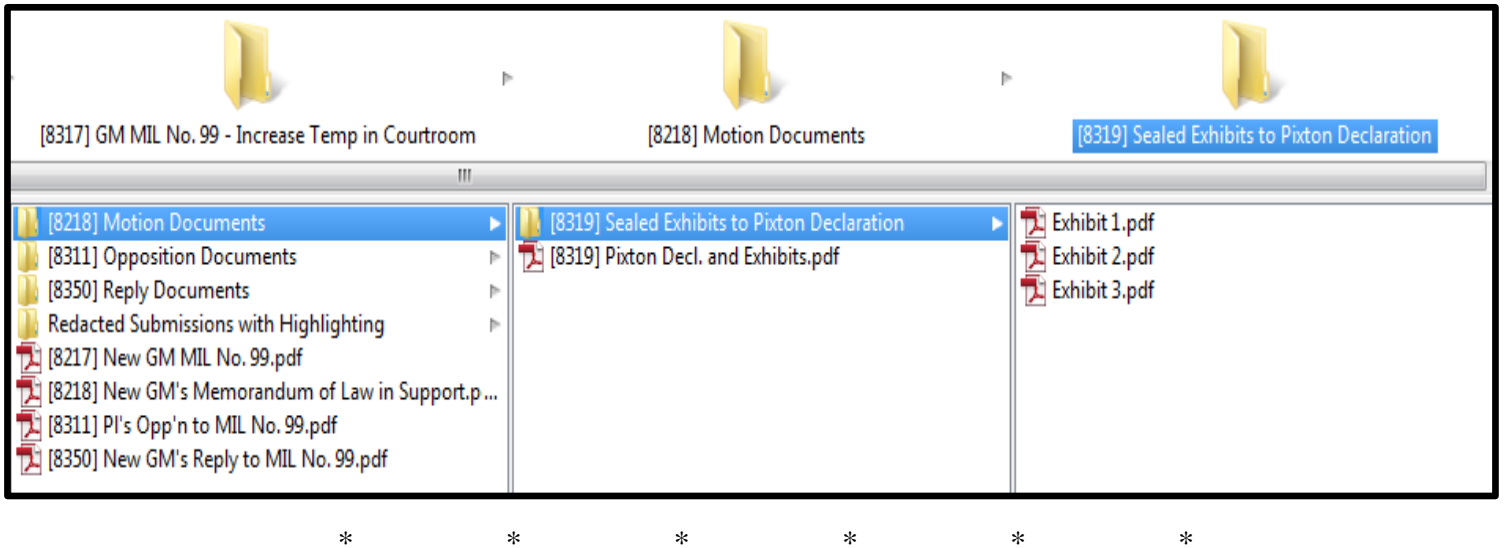 [8317] GM MIL No. 99 - Increase Temp in Courtroom
[8218] Motion Documents
[8319] Sealed Exhibits to Pixton Declaration
[8218] Motion Documents
[8311] Opposition Documents
[8350] Reply Documents
Redacted Submissions with Highlighting
[8217] New GM MIL No. 99.pdf
[8218] New GM's Memorandum of Law in Support.p...
[8311] Pl's Opp'n to MIL No. 99.pdf
[8350] New GM's Reply to MIL No. 99.pdf
[8319] Sealed Exhibits to Pixton Declaration
[8319] Pixton Decl. and Exhibits.pdf
Exhibit 1.pdf
Exhibit 2.pdf
Exhibit 3.pdf
* * * * * *